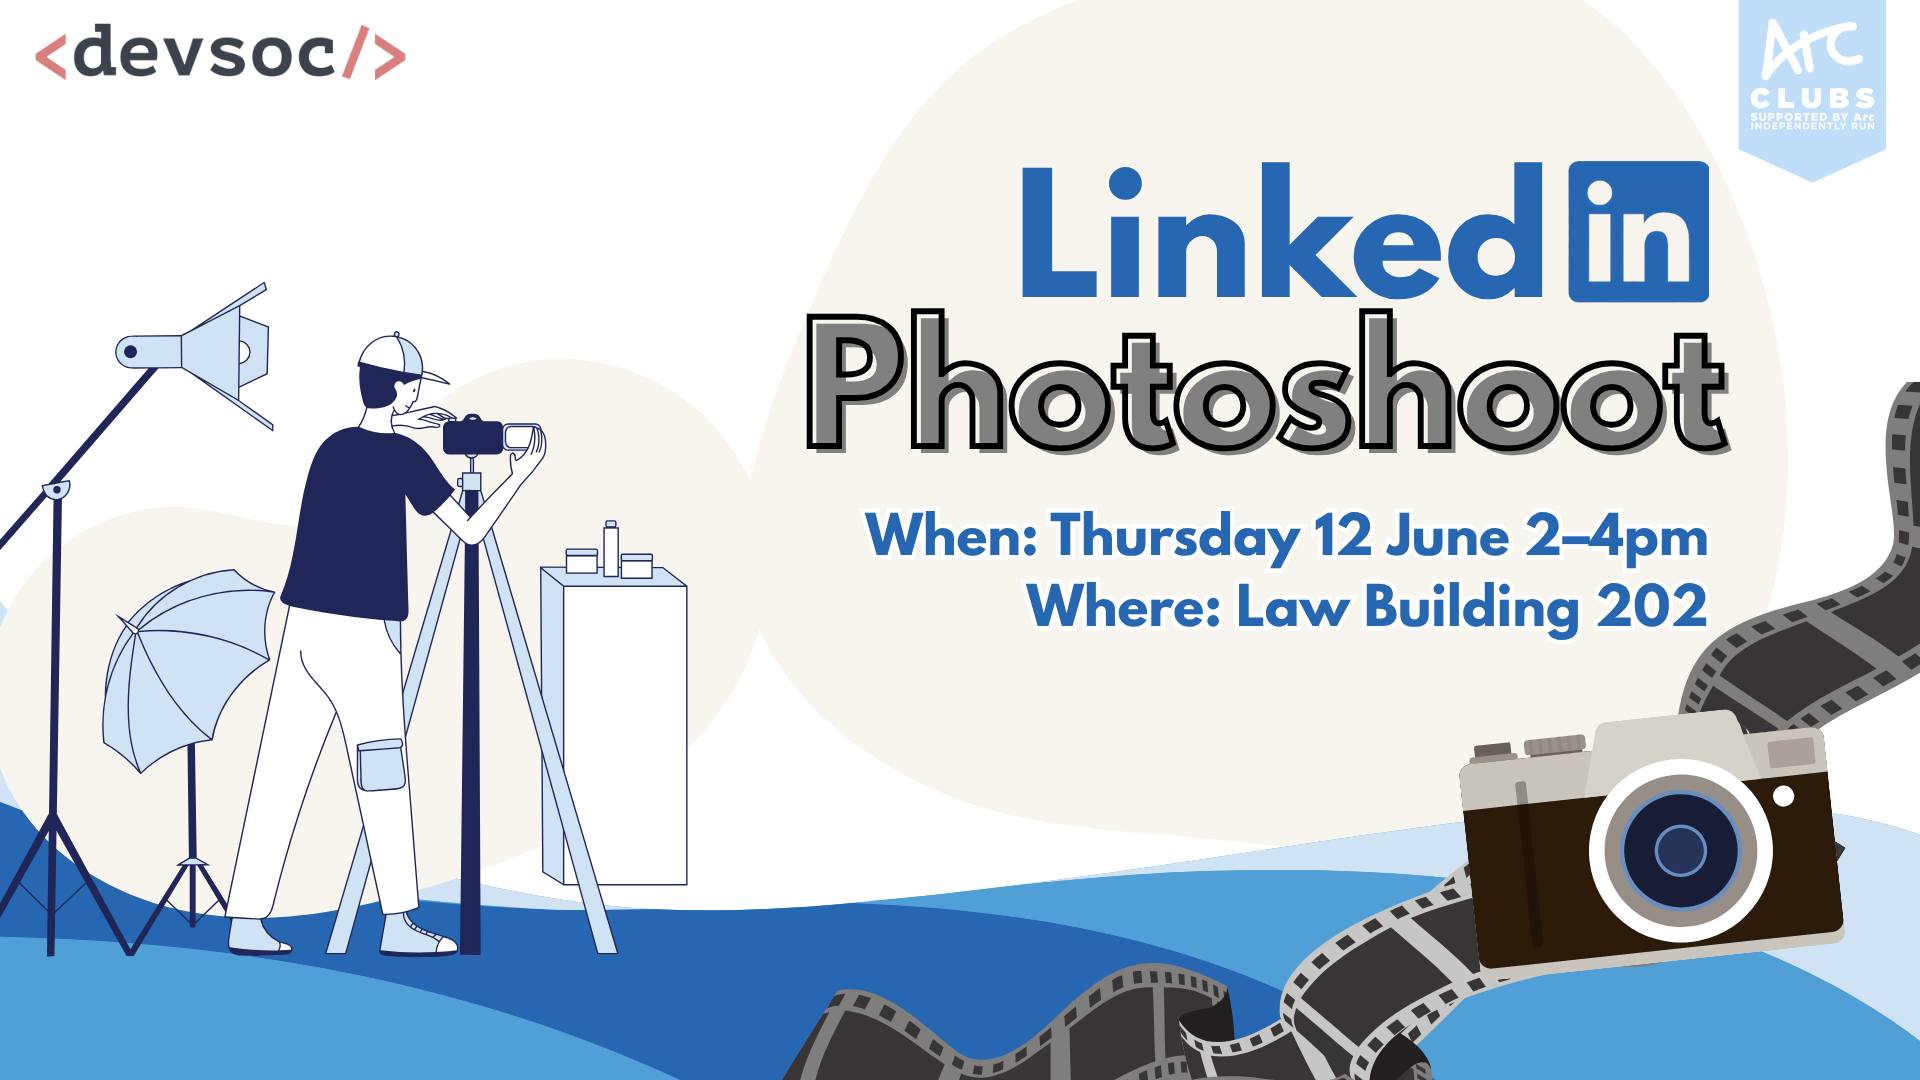 <devsoc/>
Arc
CLUBS
SUPPORTED BY Arc
INDEPENDENTLY RUN
Linked in
Photoshoot
When: Thursday 12 June 2–4pm
Where: Law Building 202